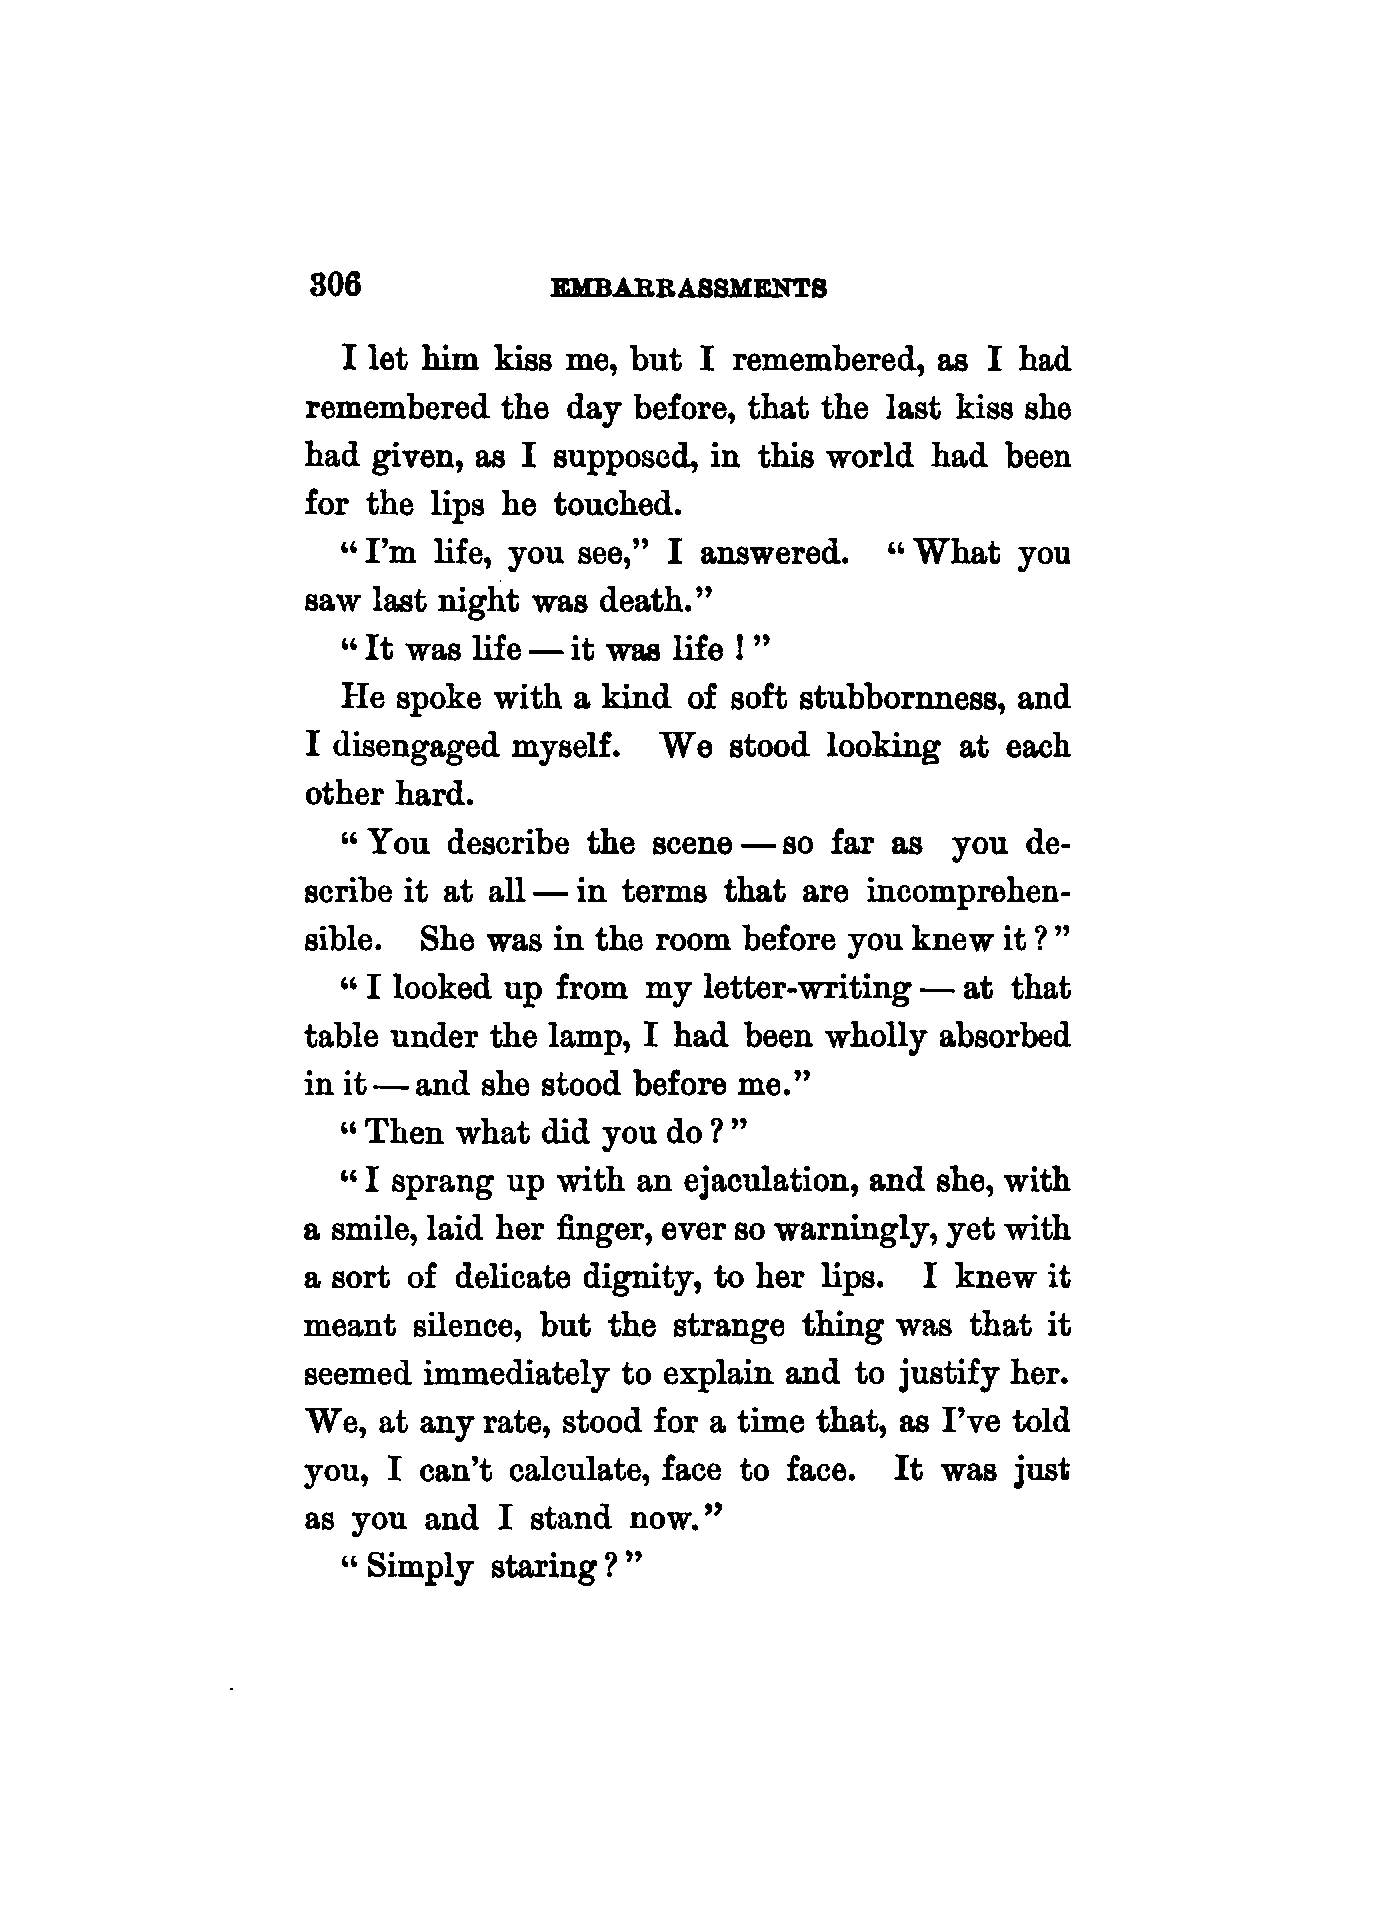 306 EMBARRASSMENTS
I let him kiss me, but I remembered, as I had
remembered the day before, that the last kiss she
had given, as I supposed, in this world had been
for the lips he touched.
“I’m life, you see,” I answered. “What you
saw last night was death.”
“It was life—it was life!”
He spoke with a kind of soft stubbornness, and
I disengaged myself. We stood looking at each
other hard.
“You describe the scene—so far as you de-
scribe it at all—in terms that are incomprehen-
sible. She was in the room before you knew it?”
“I looked up from my letter-writing—at that
table under the lamp, I had been wholly absorbed
in it—and she stood before me.”
“Then what did you do?”
“I sprang up with an ejaculation, and she, with
a smile, laid her finger, ever so warningly, yet with
a sort of delicate dignity, to her lips. I knew it
meant silence, but the strange thing was that it
seemed immediately to explain and to justify her.
We, at any rate, stood for a time that, as I’ve told
you, I can’t calculate, face to face. It was just
as you and I stand now.”
“Simply staring?”